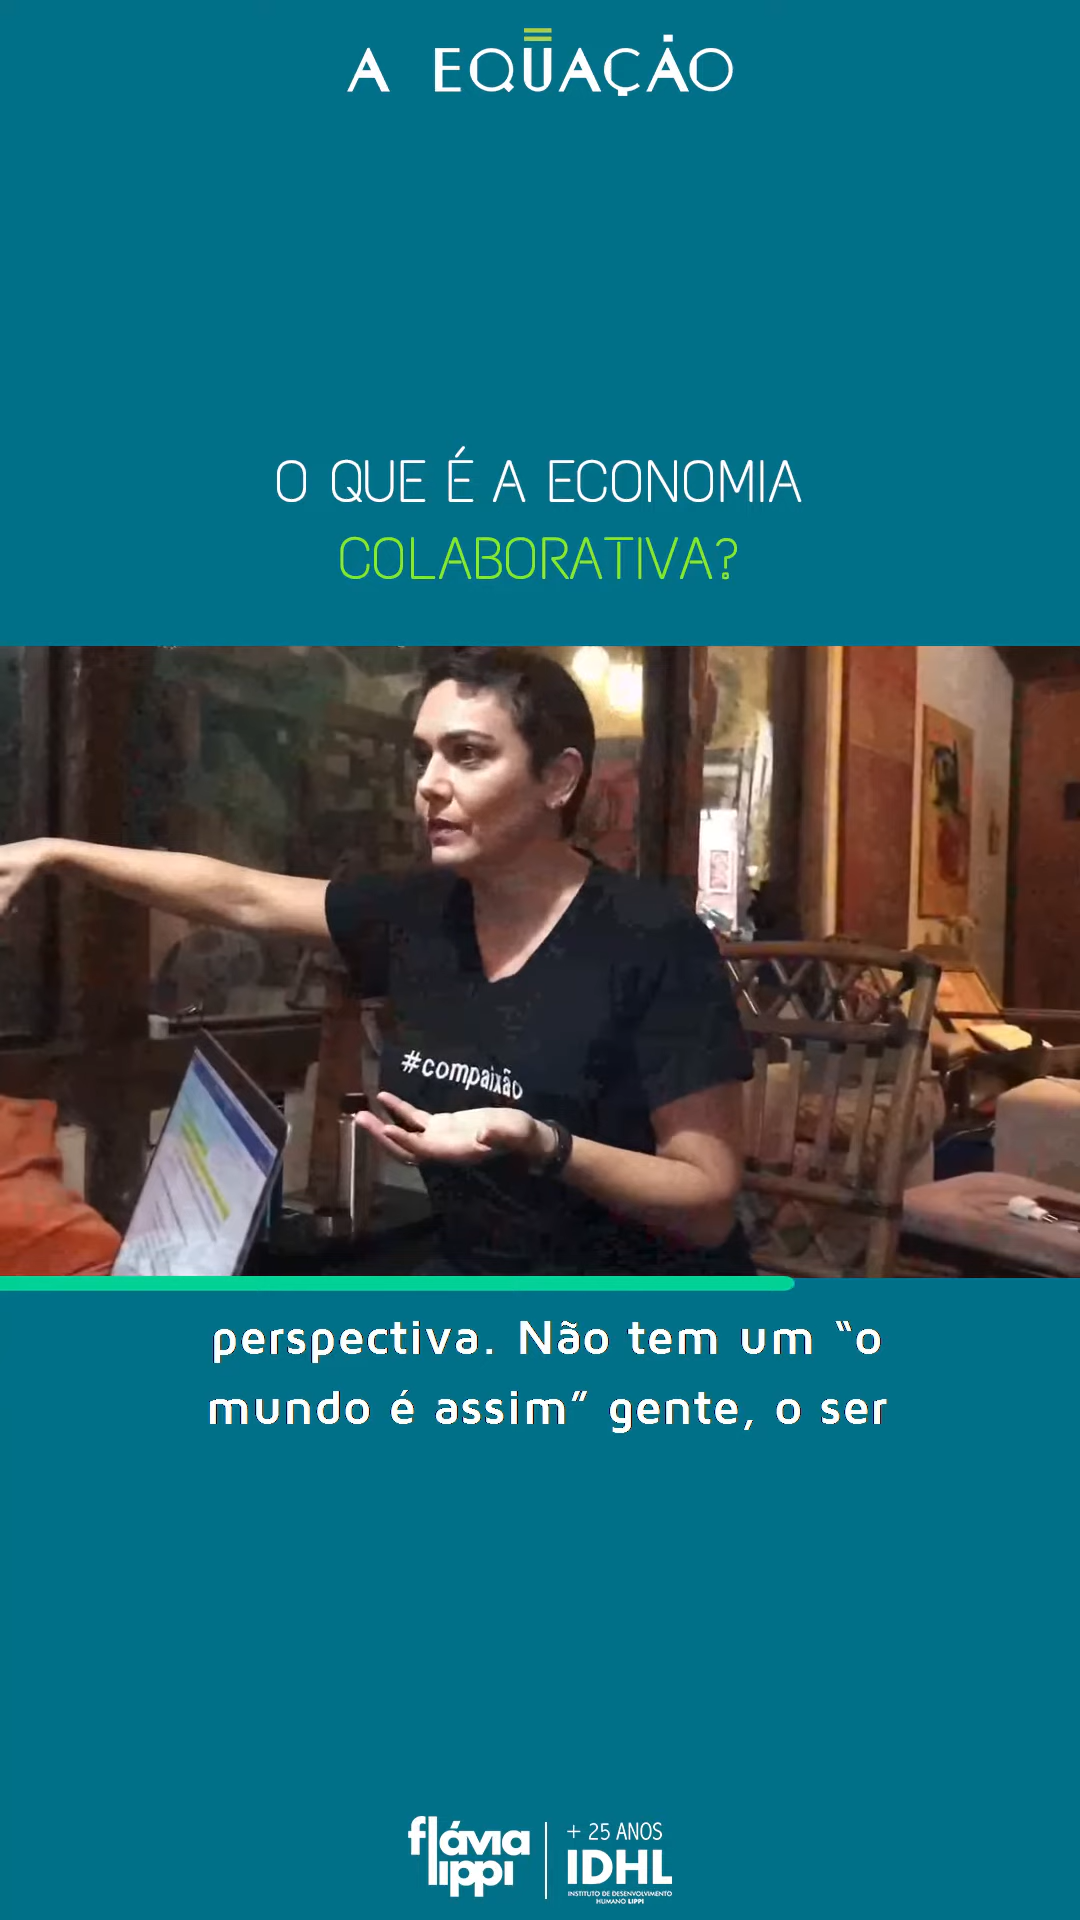 A EQUAÇÃO
O QUE É A ECONOMIA
COLABORATIVA?
#compaixão
perspectiva. Não tem um “o
mundo é assim” gente, o ser
flávia
lippi
+ 25 ANOS
IDHL
INSTITUTO DE DESENVOLVIMENTO
HUMANO LIPPI